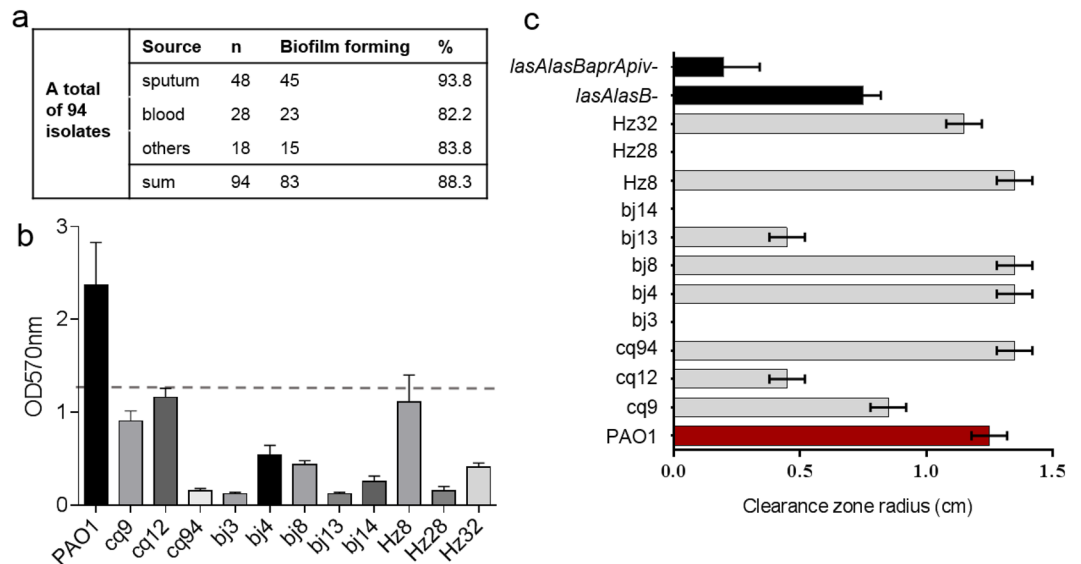 a
A total
of 94
isolates
Source n Biofilm forming %
sputum 48 45 93.8
blood 28 23 82.2
others 18 15 83.8
sum 94 83 88.3
b
3
2
1
0
OD570nm
PAO1 cq9 cq12 cq94 bj3 bj4 bj8 bj13 bj14 Hz8 Hz28 Hz32
c
lasAlasBaprApiv-
lasAlasB-
Hz32
Hz28
Hz8
bj14
bj13
bj8
bj4
bj3
cq94
cq12
cq9
PAO1
0.0 0.5 1.0 1.5
Clearance zone radius (cm)